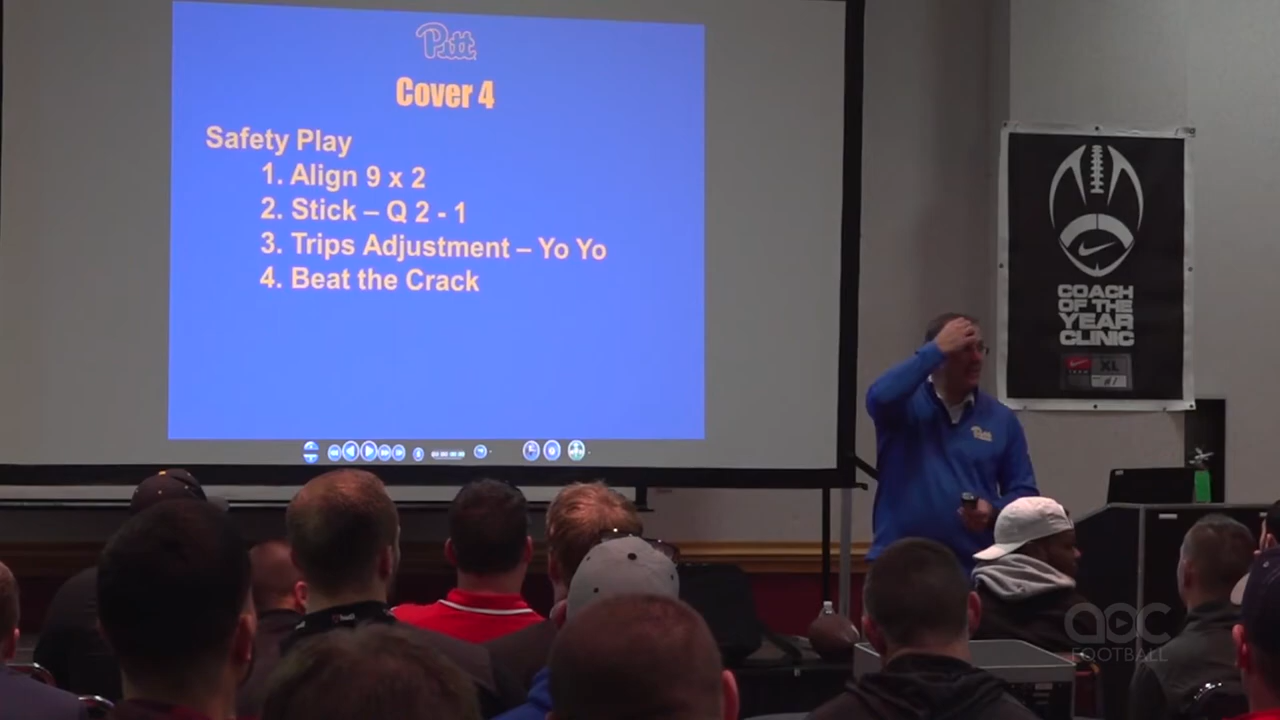 Pitt
Cover 4
Safety Play
1. Align 9 x 2
2. Stick – Q 2 - 1
3. Trips Adjustment – Yo Yo
4. Beat the Crack
COACH
OF THE
YEAR
CLINIC
XL
Pitt
aoc
FOOTBALL